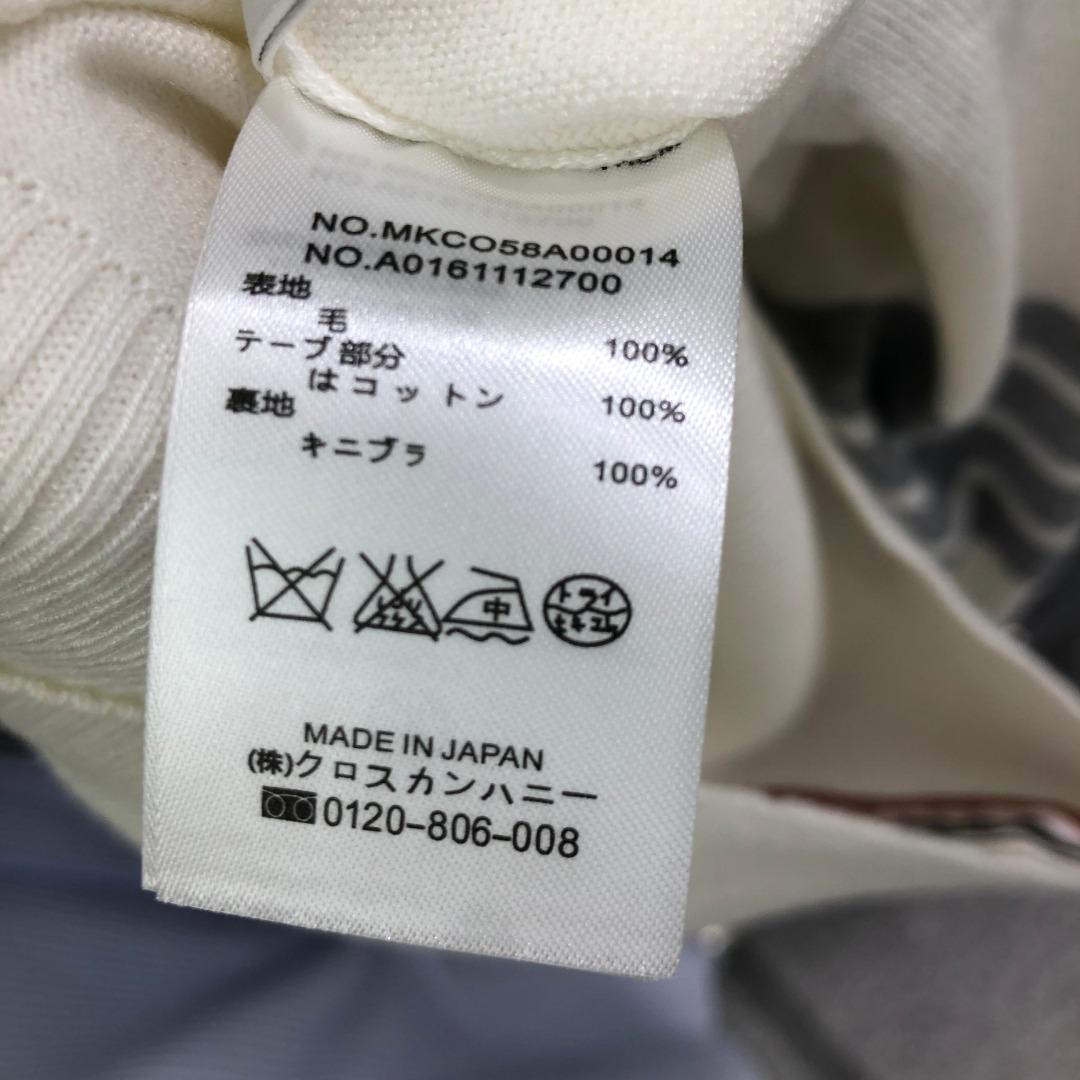 NO.MKCO58A00014
NO.A0161112700
表地
毛 100%
テープ部分
はコットン 100%
裏地
キニブラ 100%
中
トライ
MADE IN JAPAN
(株)クロスカンハニー
0120-806-008